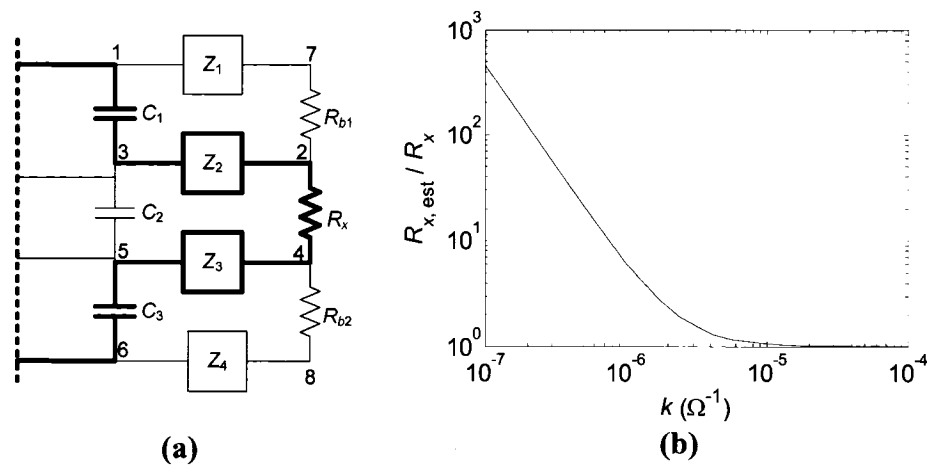 1
7
Z1
C1
Rb1
3
2
Z2
C2
Rx
5
4
Z3
C3
Rb2
6
Z4
8
(a)
10^3
10^2
10^1
10^0
Rx, est / Rx
10^-7 10^-6 10^-5 10^-4
k (Ω^-1)
(b)